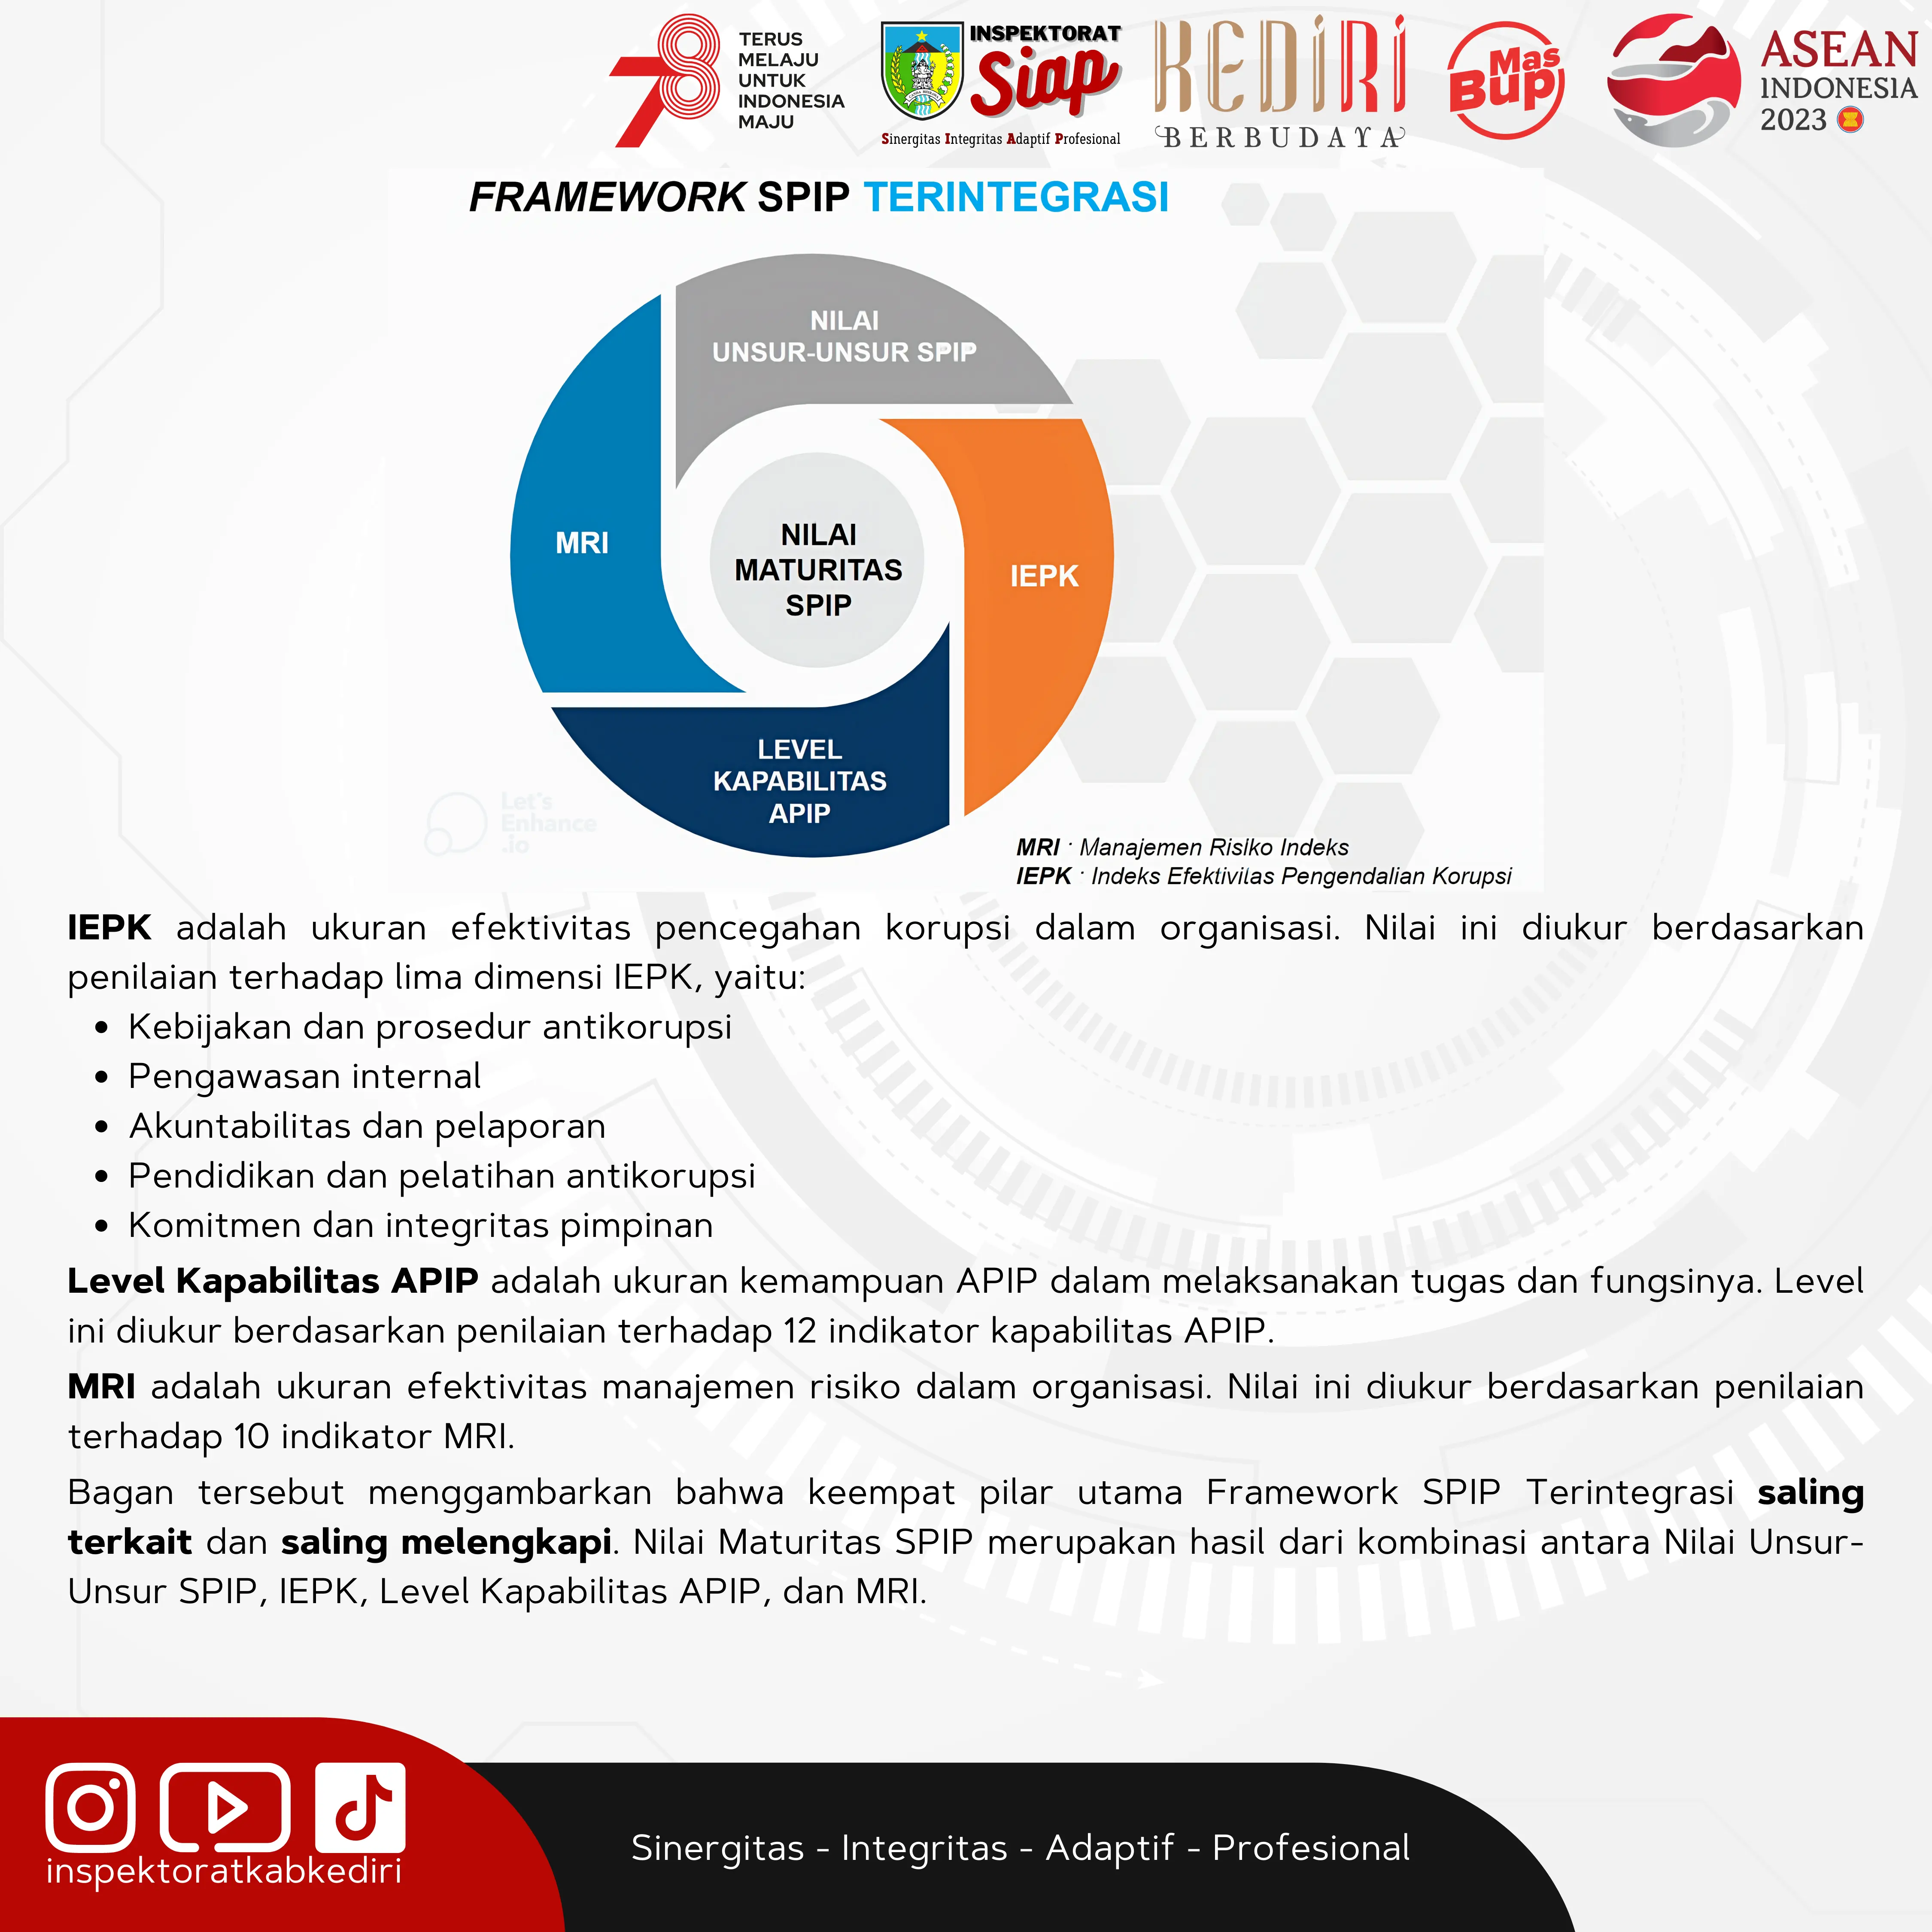 78
TERUS
MELAJU
UNTUK
INDONESIA
MAJU
INSPEKTORAT
Siap
Sinergitas Integritas Adaptif Profesional
KEDIRI
BERBUDAYA
Mas
Bup
ASEAN
INDONESIA
2023
FRAMEWORK SPIP TERINTEGRASI
NILAI
UNSUR-UNSUR SPIP
MRI
NILAI
MATURITAS
SPIP
IEPK
LEVEL
KAPABILITAS
APIP
Let's
Enhance
.io
MRI : Manajemen Rislko Indeks
IEPK : Indeks Efektivilas Pengendalian Korupsi
IEPK adalah ukuran efektivitas pencegahan korupsi dalam organisasi. Nilai ini diukur berdasarkan
penilaian terhadap lima dimensi IEPK, yaitu:
• Kebijakan dan prosedur antikorupsi
• Pengawasan internal
• Akuntabilitas dan pelaporan
• Pendidikan dan pelatihan antikorupsi
• Komitmen dan integritas pimpinan
Level Kapabilitas APIP adalah ukuran kemampuan APIP dalam melaksanakan tugas dan fungsinya. Level
ini diukur berdasarkan penilaian terhadap 12 indikator kapabilitas APIP.
MRI adalah ukuran efektivitas manajemen risiko dalam organisasi. Nilai ini diukur berdasarkan penilaian
terhadap 10 indikator MRI.
Bagan tersebut menggambarkan bahwa keempat pilar utama Framework SPIP Terintegrasi saling
terkait dan saling melengkapi. Nilai Maturitas SPIP merupakan hasil dari kombinasi antara Nilai Unsur-
Unsur SPIP, IEPK, Level Kapabilitas APIP, dan MRI.
inspektoratkabkediri
Sinergitas - Integritas - Adaptif - Profesional